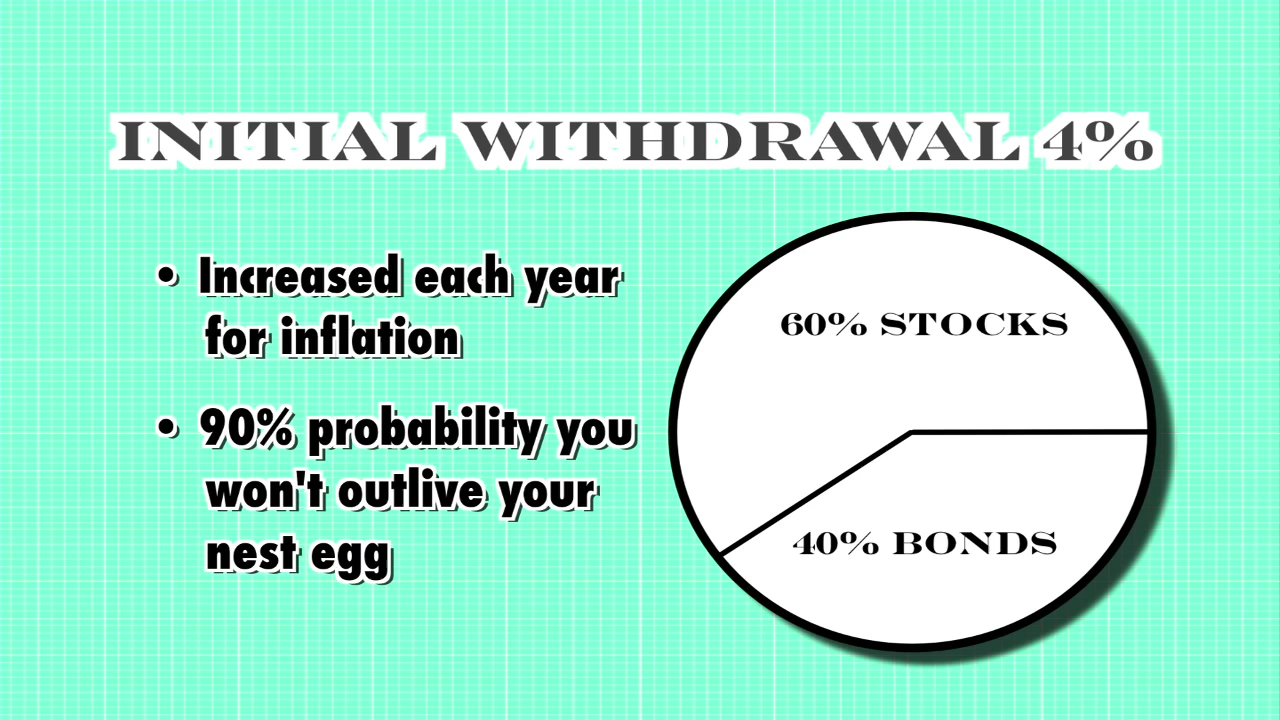 INITIAL WITHDRAWAL 4%
• Increased each year
for inflation
• 90% probability you
won't outlive your
nest egg
60% STOCKS
40% BONDS